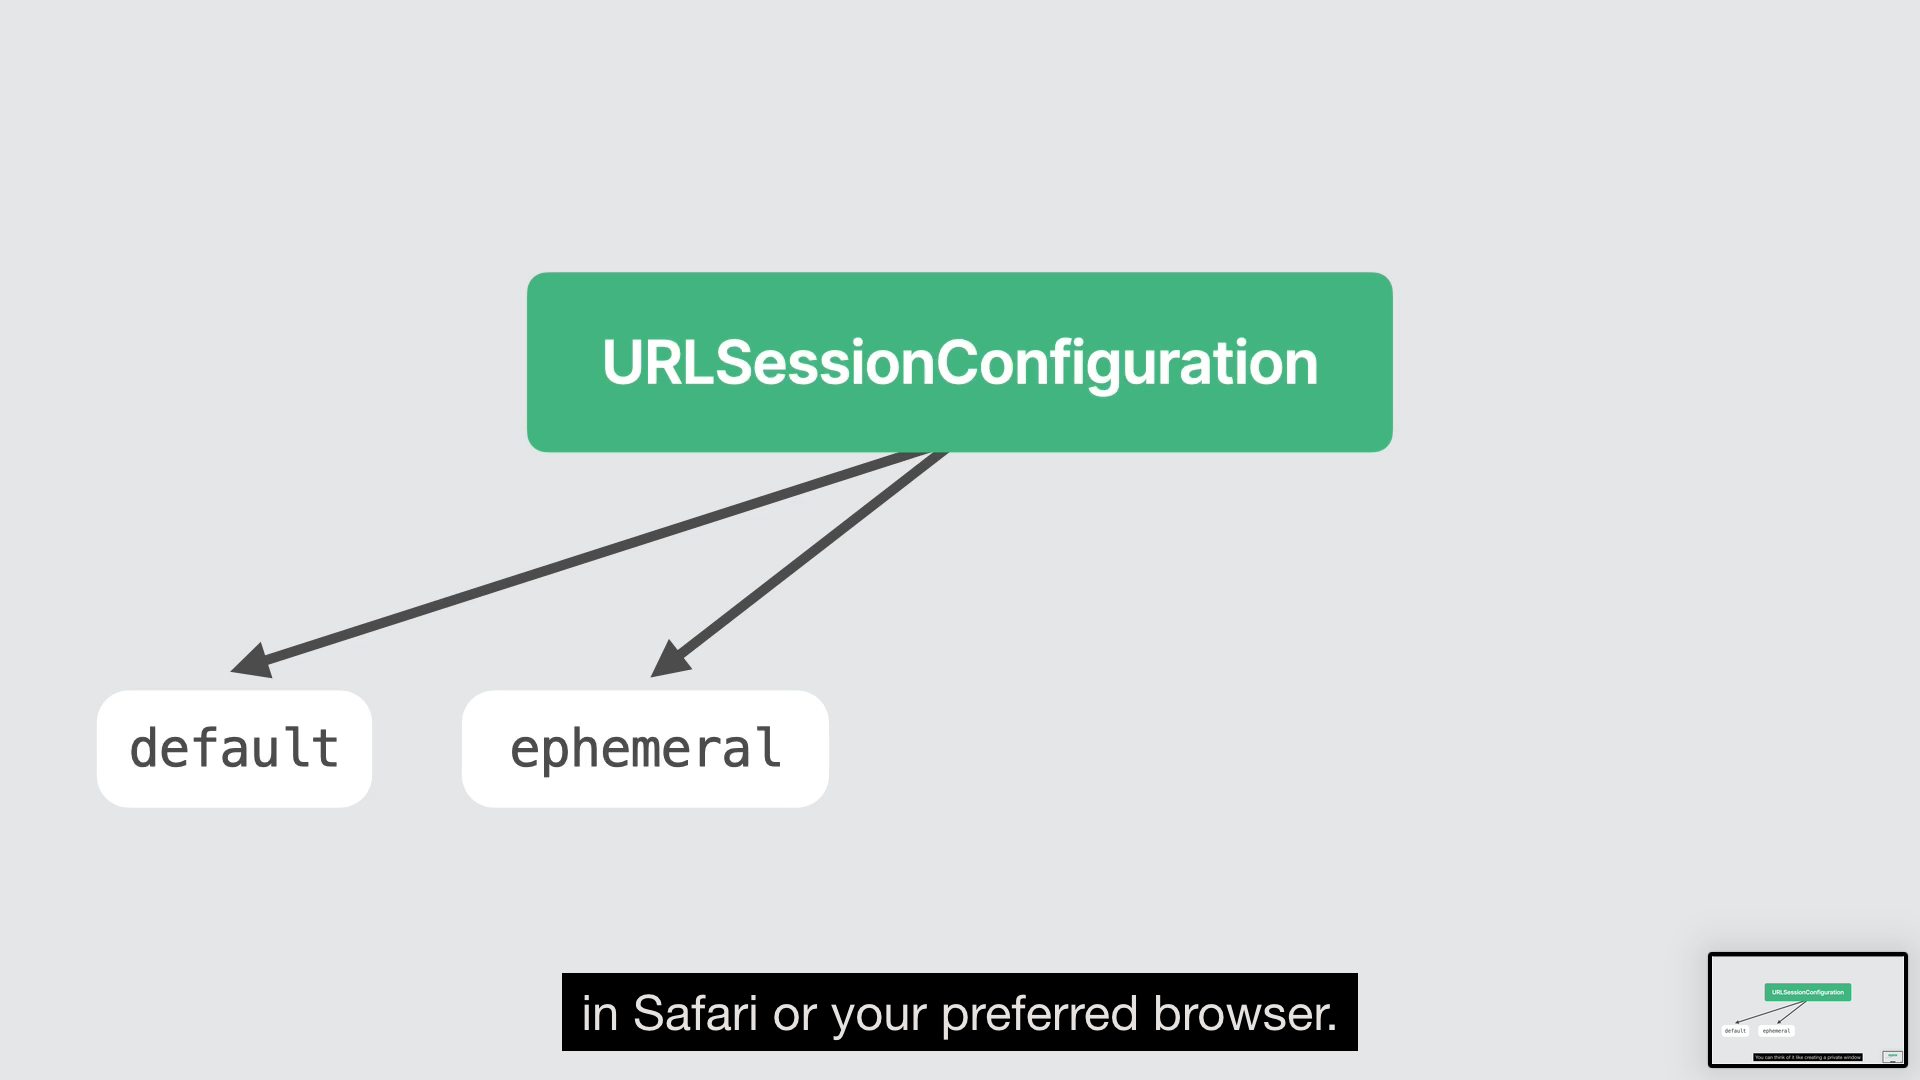 URLSessionConfiguration
default
ephemeral
in Safari or your preferred browser.
URLSessionConfiguration
default
ephemeral
You can think of it like creating a private window